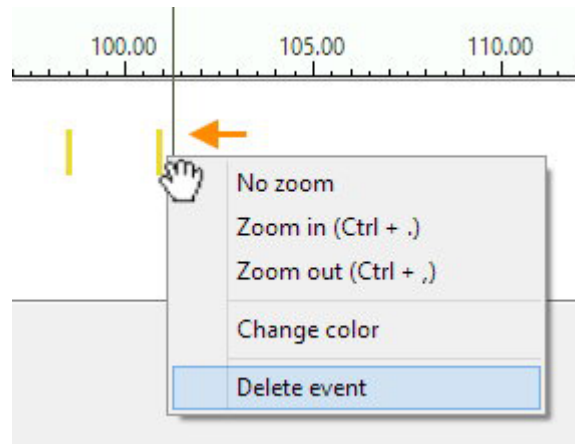 100.00 105.00 110.00
No zoom
Zoom in (Ctrl + .)
Zoom out (Ctrl + ,)
Change color
Delete event